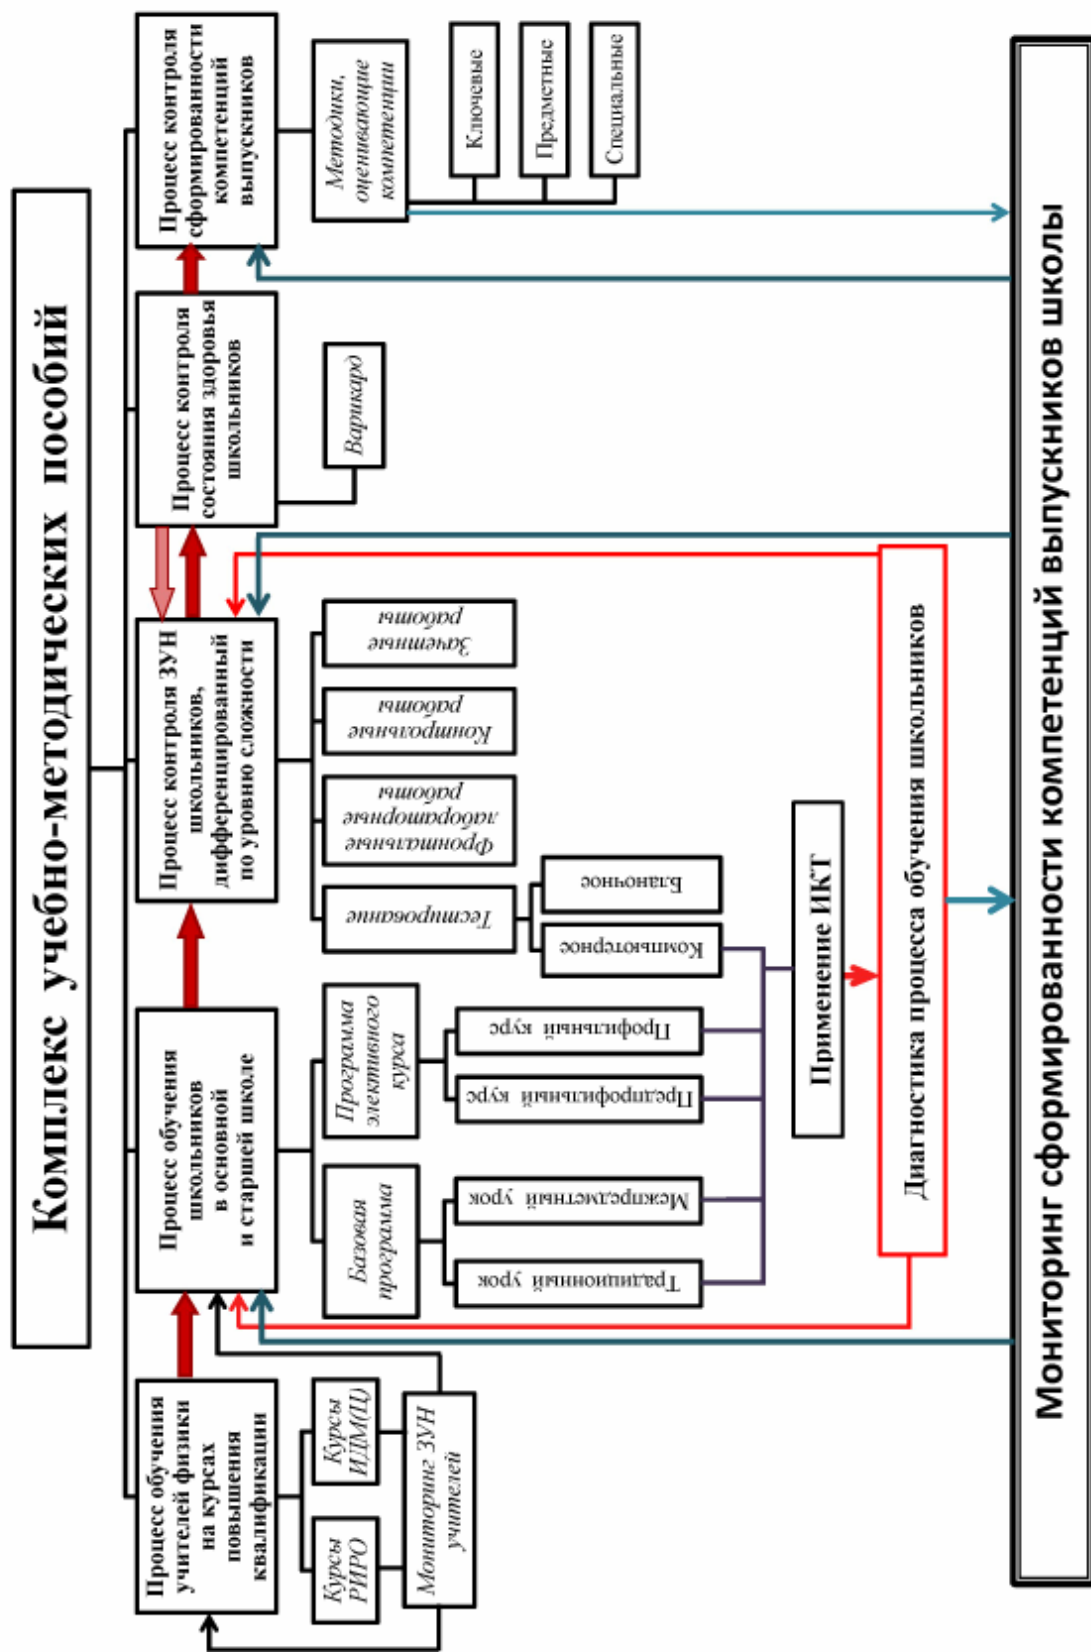 Комплекс учебно-методических пособий
Процесс обучения
учителей физики
на курсах
повышения
квалификации
Процесс обучения
школьников
в основной
и старшей школе
Процесс контроля ЗУН
школьников,
дифференцированный
по уровню сложности
Процесс контроля
состояния здоровья
школьников
Процесс контроля
сформированности
компетенций
выпускников
Курсы
РИРО
Курсы
ИДМ(Ц)
Мониторинг ЗУН
учителей
Базовая
программа
Программа
элективного
курса
Традиционный урок
Межпредметный урок
Предпрофильный курс
Профильный курс
Тестирование
Фронтальные
лабораторные
работы
Контрольные
работы
Зачетные
работы
Компьютерное
Бланочное
Варикард
Методики,
оценивающие
компетенции
Ключевые
Предметные
Специальные
Применение ИКТ
Диагностика процесса обучения школьников
Мониторинг сформированности компетенций выпускников школы